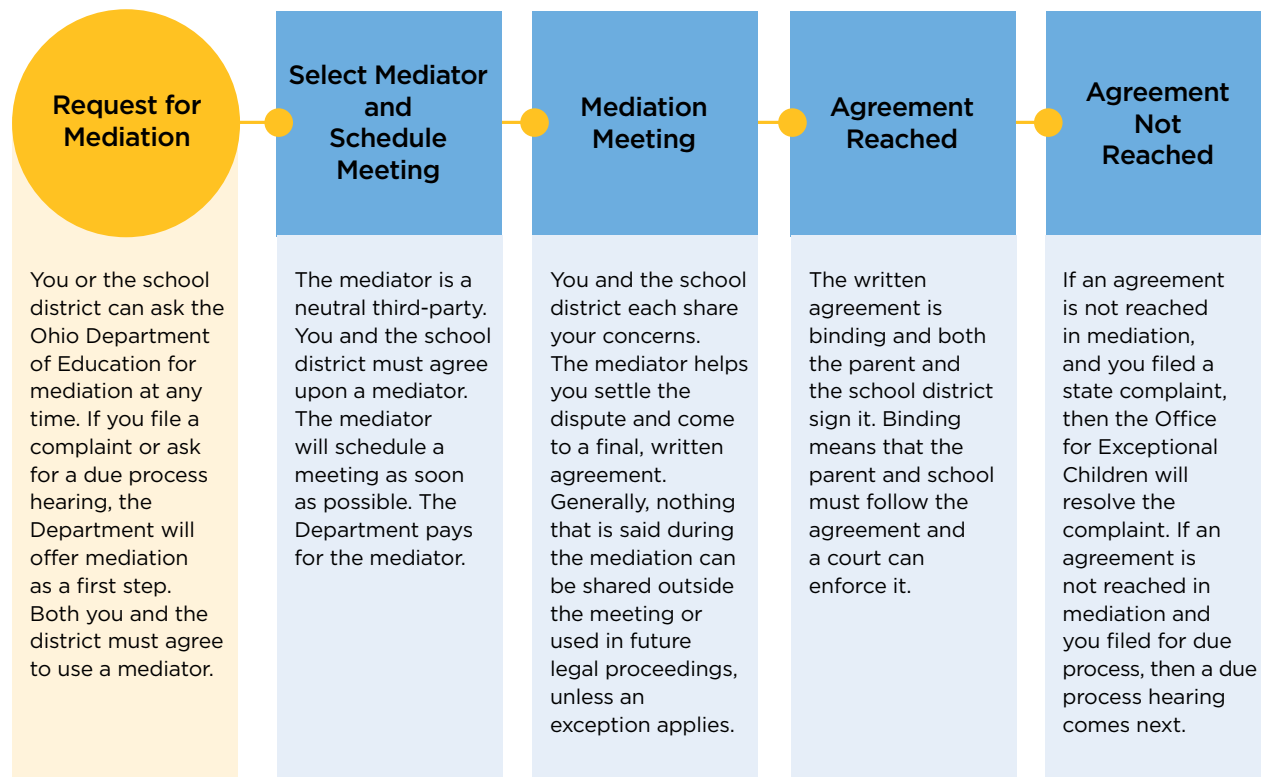 Request for
Mediation
You or the school
district can ask the
Ohio Department
of Education for
mediation at any
time. If you file a
complaint or ask
for a due process
hearing, the
Department will
offer mediation
as a first step.
Both you and the
district must agree
to use a mediator.
Select Mediator
and
Schedule
Meeting
The mediator is a
neutral third-party.
You and the school
district must agree
upon a mediator.
The mediator
will schedule a
meeting as soon
as possible. The
Department pays
for the mediator.
Mediation
Meeting
You and the school
district each share
your concerns.
The mediator helps
you settle the
dispute and come
to a final, written
agreement.
Generally, nothing
that is said during
the mediation can
be shared outside
the meeting or
used in future
legal proceedings,
unless an
exception applies.
Agreement
Reached
The written
agreement is
binding and both
the parent and
the school district
sign it. Binding
means that the
parent and school
must follow the
agreement and
a court can
enforce it.
Agreement
Not
Reached
If an agreement
is not reached
in mediation,
and you filed a
state complaint,
then the Office
for Exceptional
Children will
resolve the
complaint. If an
agreement is
not reached in
mediation and
you filed for due
process, then a due
process hearing
comes next.